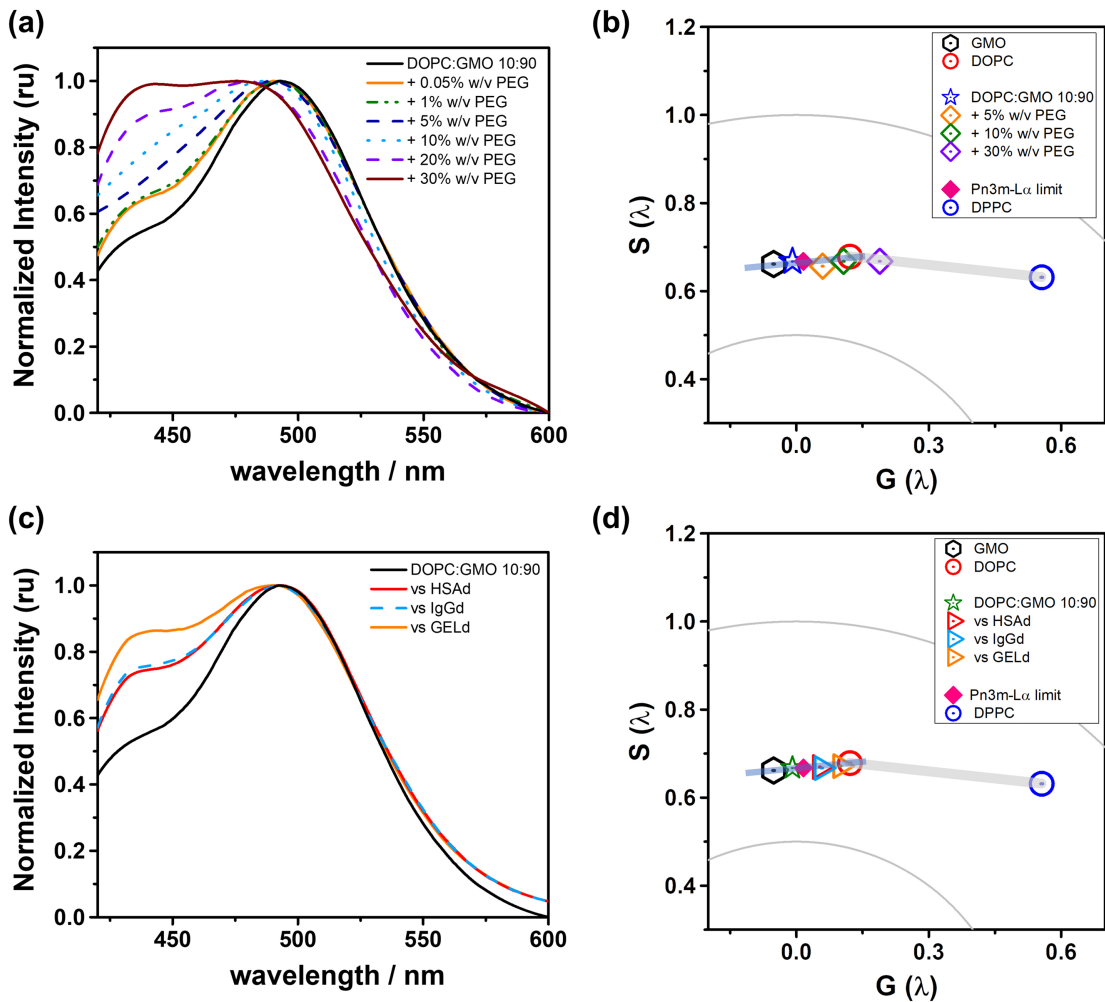 (a)
Normalized Intensity (ru)
1.0
0.8
0.6
0.4
0.2
0.0
450
500
550
600
wavelength / nm
DOPC:GMO 10:90
+ 0.05% w/v PEG
+ 1% w/v PEG
+ 5% w/v PEG
+ 10% w/v PEG
+ 20% w/v PEG
+ 30% w/v PEG
(b)
S (λ)
1.2
1.0
0.8
0.6
0.4
0.0
0.3
0.6
G (λ)
GMO
DOPC
DOPC:GMO 10:90
+ 5% w/v PEG
+ 10% w/v PEG
+ 30% w/v PEG
Pn3m-Lα limit
DPPC
(c)
Normalized Intensity (ru)
1.0
0.8
0.6
0.4
0.2
0.0
450
500
550
600
wavelength / nm
DOPC:GMO 10:90
vs HSAd
vs IgGd
vs GELd
(d)
S (λ)
1.2
1.0
0.8
0.6
0.4
0.0
0.3
0.6
G (λ)
GMO
DOPC
DOPC:GMO 10:90
vs HSAd
vs IgGd
vs GELd
Pn3m-Lα limit
DPPC